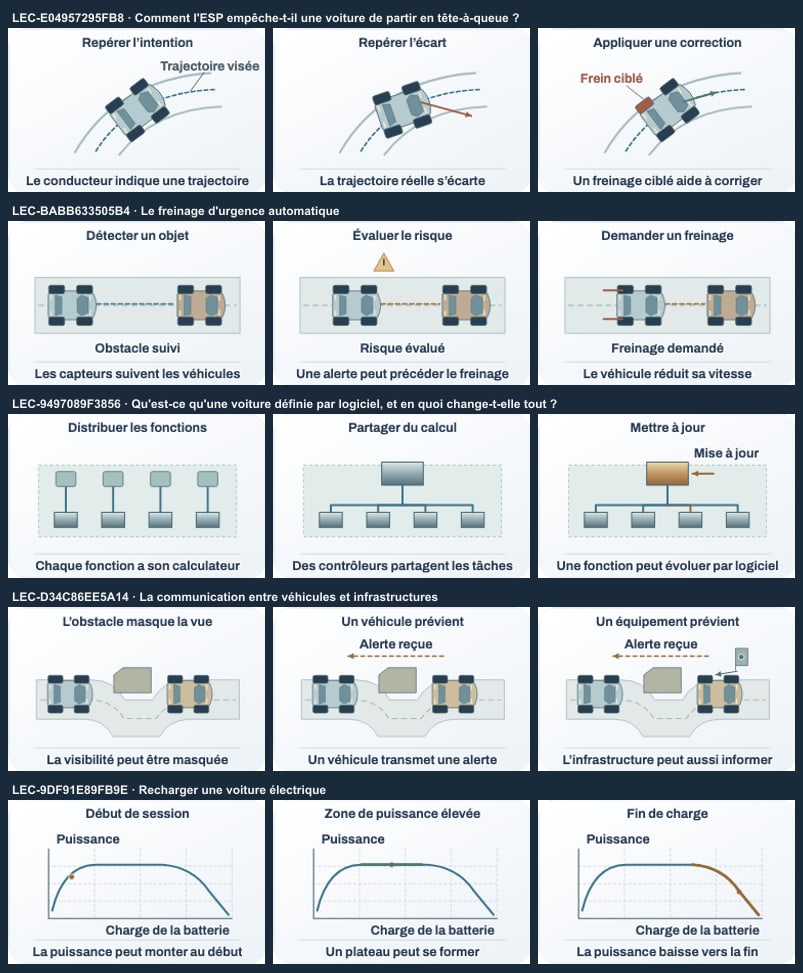 LEC-E04957295FB8 · Comment l'ESP empêche-t-il une voiture de partir en tête-à-queue ?
Repérer l’intention
Trajectoire visée
Le conducteur indique une trajectoire
Repérer l’écart
La trajectoire réelle s’écarte
Appliquer une correction
Frein ciblé
Un freinage ciblé aide à corriger
LEC-BABB633505B4 · Le freinage d'urgence automatique
Détecter un objet
Obstacle suivi
Les capteurs suivent les véhicules
Évaluer le risque
!
Risque évalué
Une alerte peut précéder le freinage
Demander un freinage
Freinage demandé
Le véhicule réduit sa vitesse
LEC-9497089F3856 · Qu'est-ce qu'une voiture définie par logiciel, et en quoi change-t-elle tout ?
Distribuer les fonctions
Chaque fonction a son calculateur
Partager du calcul
Des contrôleurs partagent les tâches
Mettre à jour
Mise à jour
Une fonction peut évoluer par logiciel
LEC-D34C86EE5A14 · La communication entre véhicules et infrastructures
L’obstacle masque la vue
La visibilité peut être masquée
Un véhicule prévient
Alerte reçue
Un véhicule transmet une alerte
Un équipement prévient
Alerte reçue
L’infrastructure peut aussi informer
LEC-9DF91E89FB9E · Recharger une voiture électrique
Début de session
Puissance
Charge de la batterie
La puissance peut monter au début
Zone de puissance élevée
Puissance
Charge de la batterie
Un plateau peut se former
Fin de charge
Puissance
Charge de la batterie
La puissance baisse vers la fin